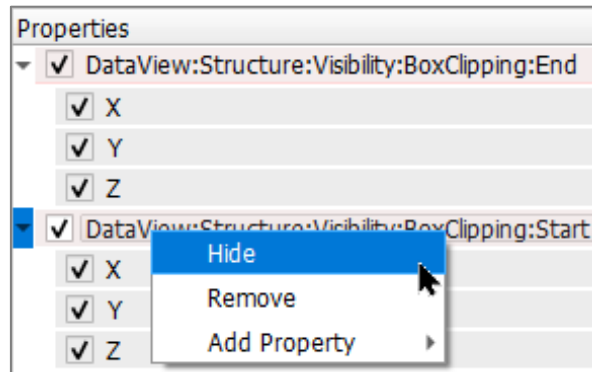 Properties
DataView:Structure:Visibility:BoxClipping:End
X
Y
Z
DataView:Structure:Visibility:BoxClipping:Start
Hide
X
Remove
Y
Add Property
Z